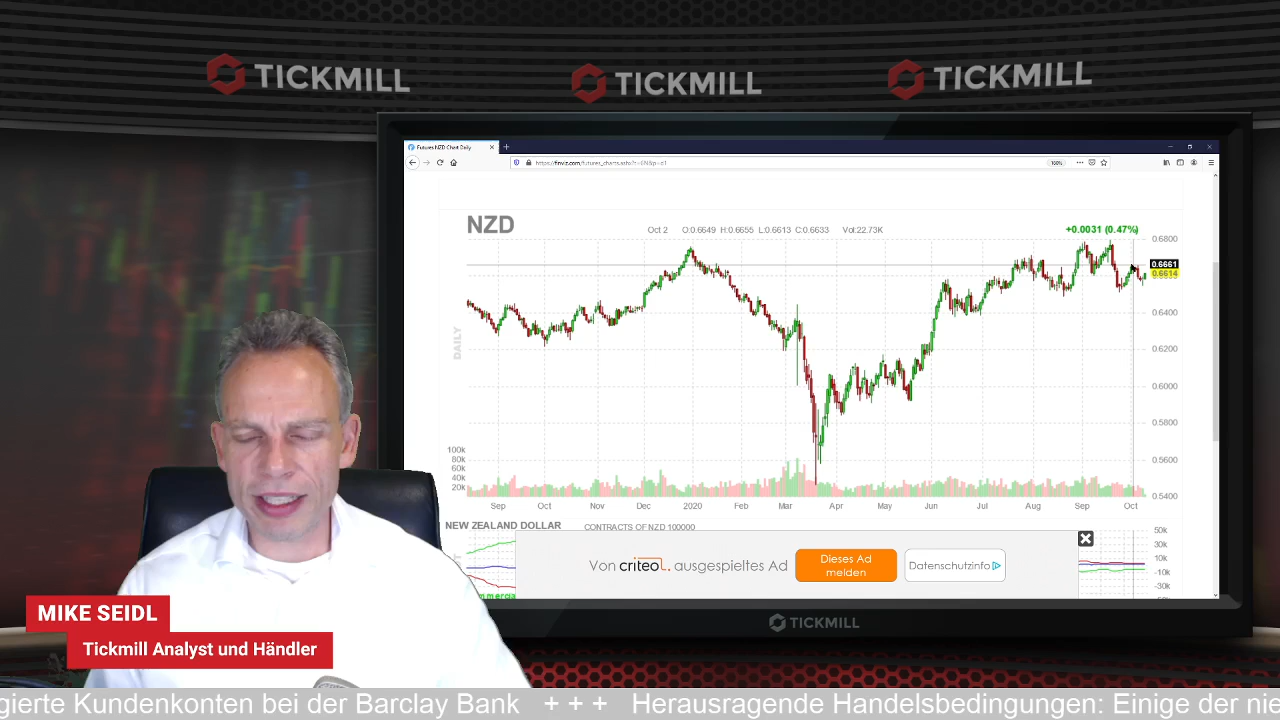 TICKMILL
TICKMILL
TICKMILL
Futures NZD Chart Daily
150%
NZD
Oct 2 O:0.6649 H:0.6655 L:0.6613 C:0.6633 Vol:22.73K
+0.0031 (0.47%)
0.6800
0.6661
0.6614
0.6400
0.6200
0.6000
0.5800
0.5600
0.5400
DAILY
100k
80k
60k
40k
20k
Sep Oct Nov Dec 2020 Feb Mar Apr May Jun Jul Aug Sep Oct
NEW ZEALAND DOLLAR CONTRACTS OF NZD 100000
50k
30k
10k
-10k
-30k
Von criteo. ausgespieltes Ad
Dieses Ad
melden
Datenschutzinfo
TICKMILL
MIKE SEIDL
Tickmill Analyst und Händler
gierte Kundenkonten bei der Barclay Bank +++ Herausragende Handelsbedingungen: Einige der nie